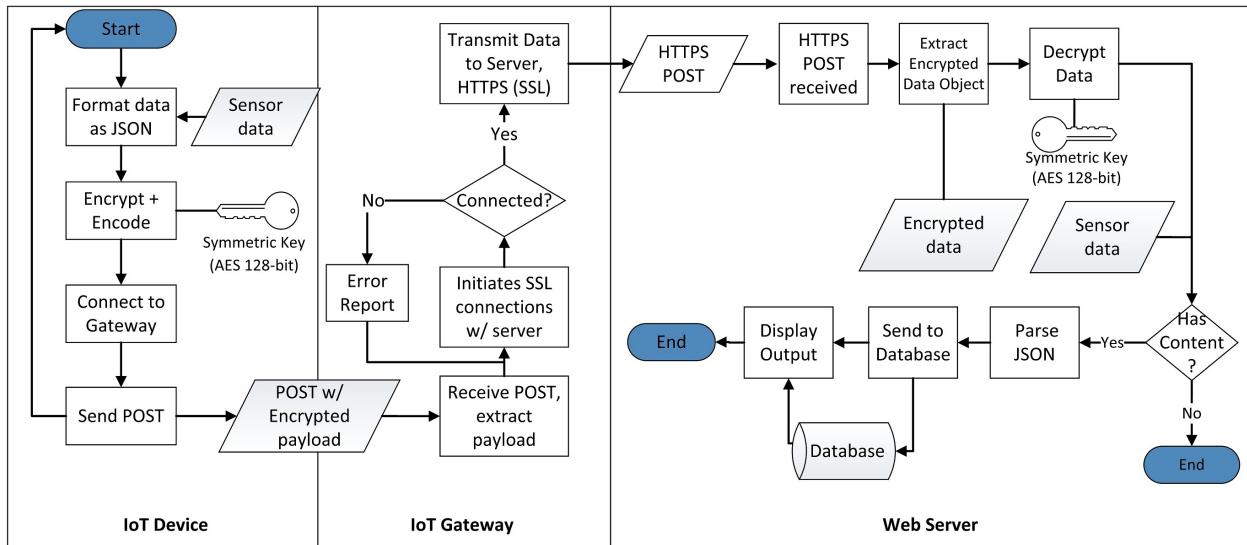 Start
Format data
as JSON
Sensor
data
Encrypt +
Encode
Symmetric Key
(AES 128-bit)
Connect to
Gateway
Send POST
POST w/
Encrypted
payload
IoT Device
Transmit Data
to Server,
HTTPS (SSL)
Yes
Connected?
No
Error
Report
Initiates SSL
connections
w/ server
Receive POST,
extract
payload
IoT Gateway
HTTPS
POST
HTTPS
POST
received
Extract
Encrypted
Data Object
Decrypt
Data
Symmetric Key
(AES 128-bit)
Encrypted
data
Sensor
data
Has
Content
?
Yes
No
End
Parse
JSON
Send to
Database
Database
Display
Output
End
Web Server